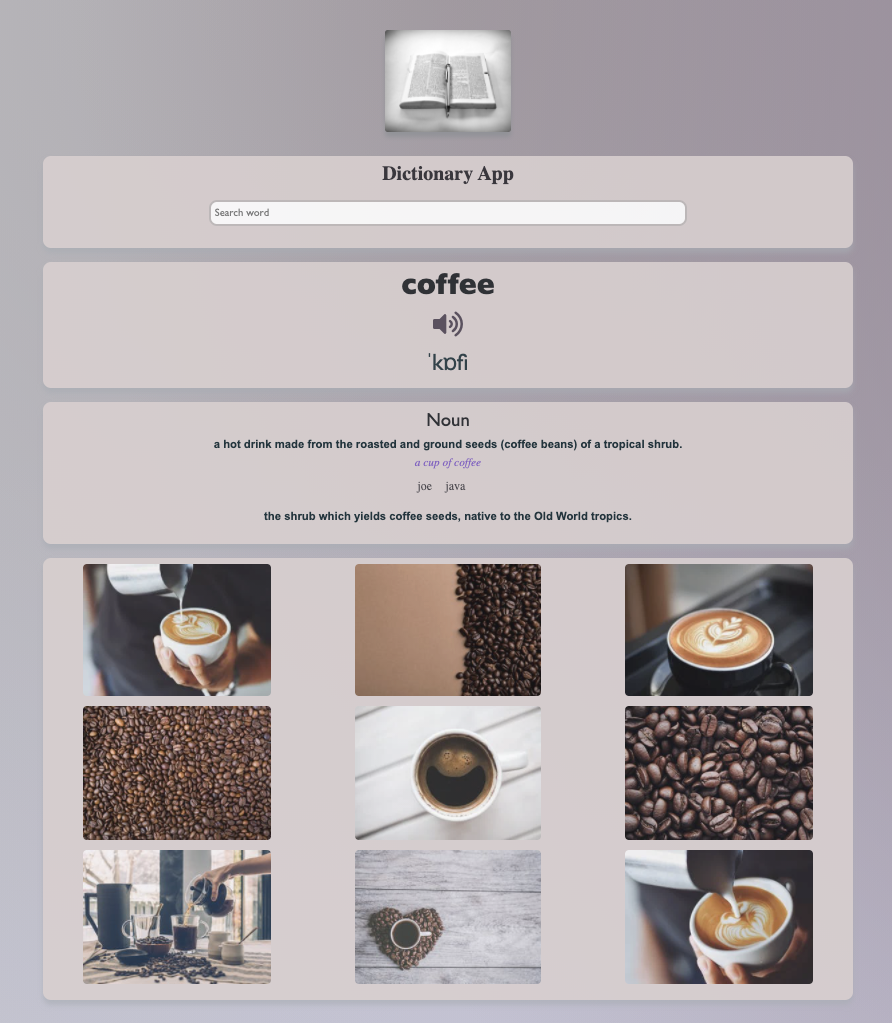 Dictionary App
Search word
coffee
ˈkɒfi
Noun
a hot drink made from the roasted and ground seeds (coffee beans) of a tropical shrub.
a cup of coffee
joe java
the shrub which yields coffee seeds, native to the Old World tropics.